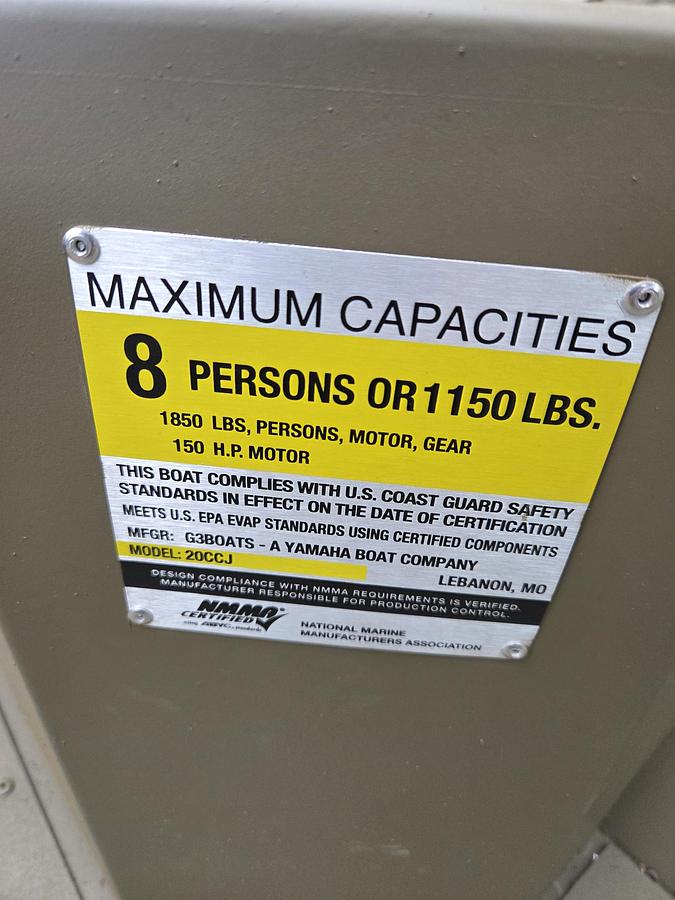 MAXIMUM CAPACITIES
8 PERSONS OR 1150 LBS.
1850 LBS, PERSONS, MOTOR, GEAR
150 H.P. MOTOR
THIS BOAT COMPLIES WITH U.S. COAST GUARD SAFETY
STANDARDS IN EFFECT ON THE DATE OF CERTIFICATION
MEETS U.S. EPA EVAP STANDARDS USING CERTIFIED COMPONENTS
MFGR: G3BOATS - A YAMAHA BOAT COMPANY
LEBANON, MO
MODEL: 20CCJ
DESIGN COMPLIANCE WITH NMMA REQUIREMENTS IS VERIFIED.
MANUFACTURER RESPONSIBLE FOR PRODUCTION CONTROL.
NMMA®
CERTIFIED
using ABYC standards
NATIONAL MARINE
MANUFACTURERS ASSOCIATION